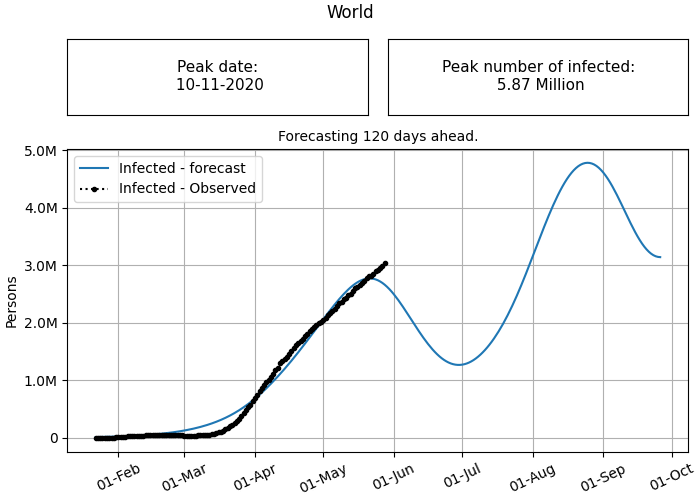 World
Peak date:
10-11-2020
Peak number of infected:
5.87 Million
Forecasting 120 days ahead.
5.0M
Infected - forecast
Infected - Observed
4.0M
3.0M
2.0M
1.0M
0
Persons
01-Feb
01-Mar
01-Apr
01-May
01-Jun
01-Jul
01-Aug
01-Sep
01-Oct